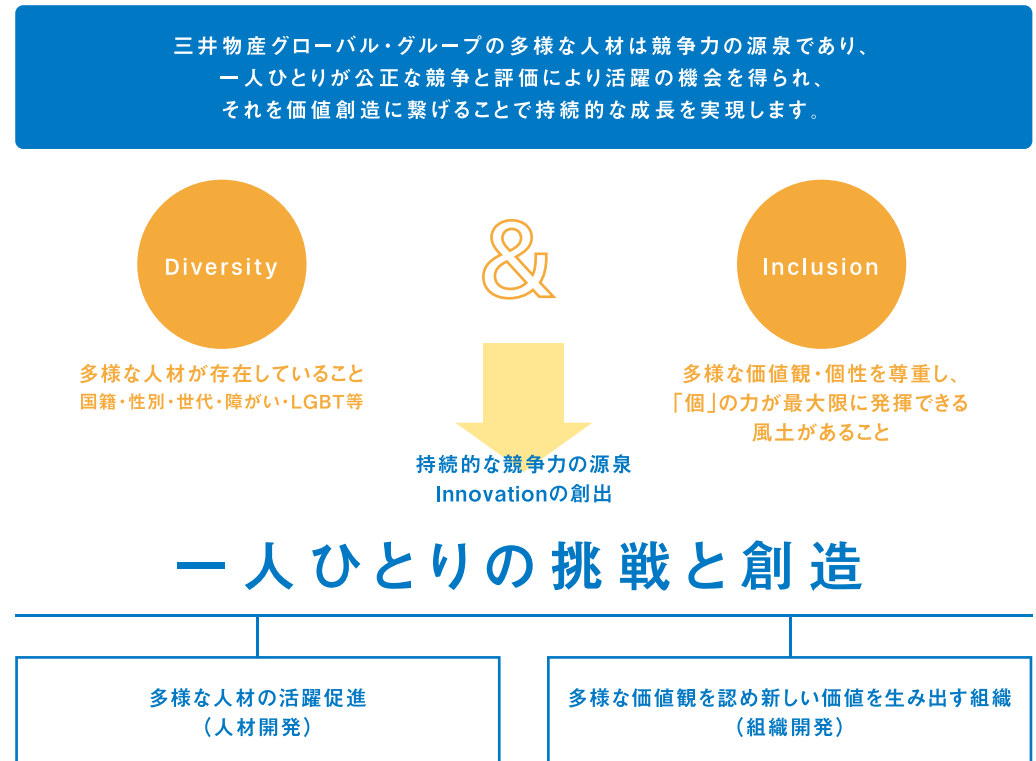 三井物産グローバル・グループの多様な人材は競争力の源泉であり、
一人ひとりが公正な競争と評価により活躍の機会を得られ、
それを価値創造に繋げることで持続的な成長を実現します。
Diversity
&
Inclusion
多様な人材が存在していること
国籍・性別・世代・障がい・LGBT等
多様な価値観・個性を尊重し、
「個」の力が最大限に発揮できる
風土があること
持続的な競争力の源泉
Innovationの創出
一人ひとりの挑戦と創造
多様な人材の活躍促進
（人材開発）
多様な価値観を認め新しい価値を生み出す組織
（組織開発）